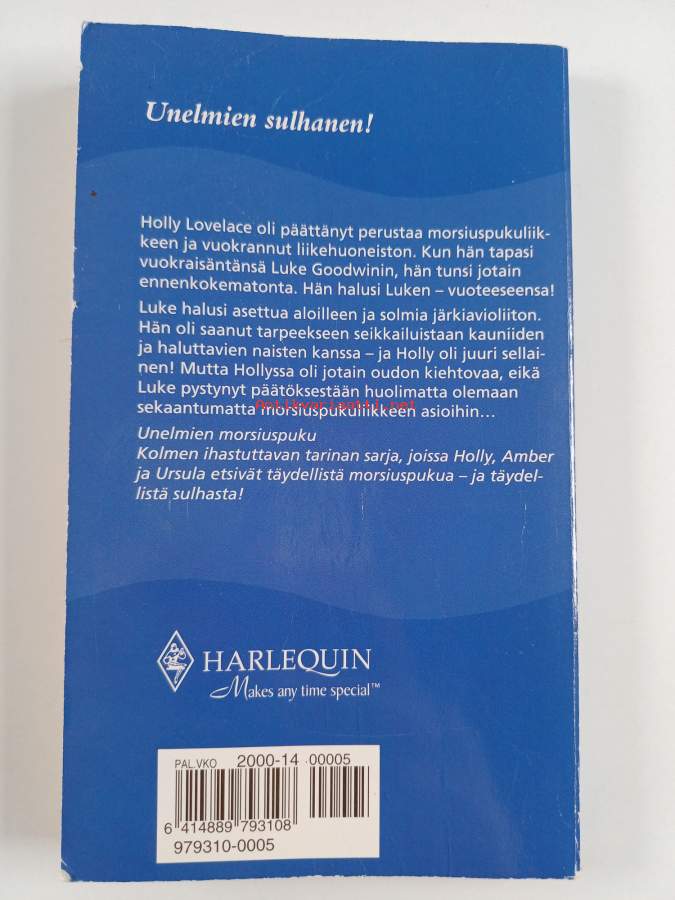 Unelmien sulhanen!
Holly Lovelace oli päättänyt perustaa morsiuspukuliik-
keen ja vuokrannut liikehuoneiston. Kun hän tapasi
vuokraisäntänsä Luke Goodwinin, hän tunsi jotain
ennenkokematonta. Hän halusi Luken – vuoteeseensa!
Luke halusi asettua aloilleen ja solmia järkiavioliiton.
Hän oli saanut tarpeekseen seikkailuistaan kauniiden
ja haluttavien naisten kanssa – ja Holly oli juuri sellai-
nen! Mutta Hollyssa oli jotain oudon kiehtovaa, eikä
Luke pystynyt päätöksestään huolimatta olemaan
Antikvariaatti.net
sekaantumatta morsiuspukuliikkeen asioihin...
Unelmien morsiuspuku
Kolmen ihastuttavan tarinan sarja, joissa Holly, Amber
ja Ursula etsivät täydellistä morsiuspukua – ja täydel-
listä sulhasta!
HARLEQUIN
Makes any time special™
PAL.VKO 2000-14 00005
6 414889 793108
979310-0005